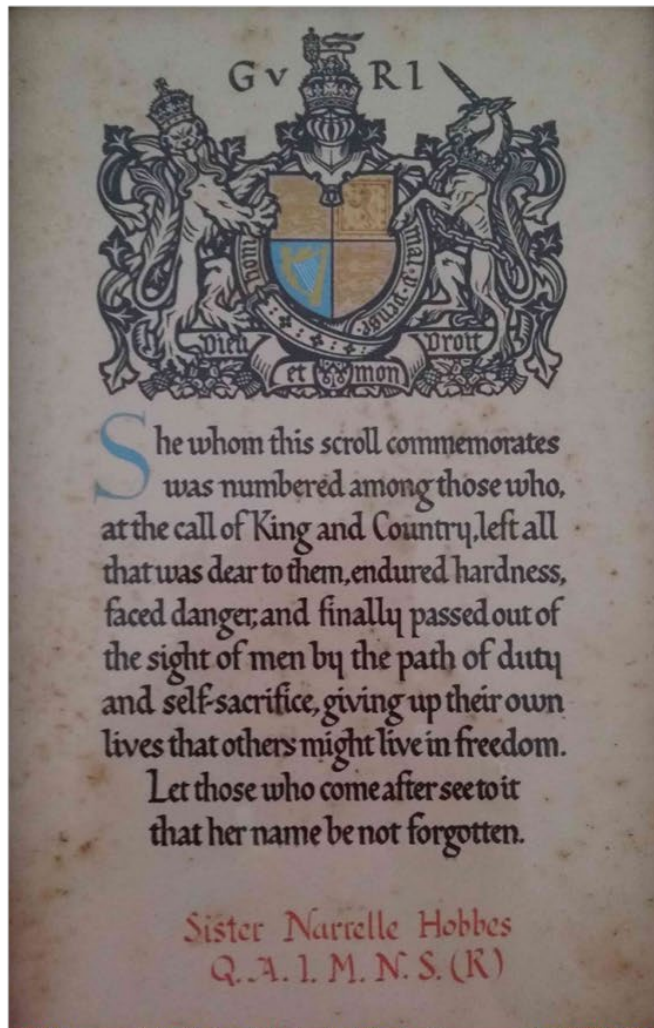 G V R I
mal·y·pense
Dieu Droit
et mon
She whom this scroll commemorates
was numbered among those who,
at the call of King and Country, left all
that was dear to them, endured hardness,
faced danger, and finally passed out of
the sight of men by the path of duty
and self-sacrifice, giving up their own
lives that others might live in freedom.
Let those who come after see to it
that her name be not forgotten.
Sister Narrelle Hobbes
Q. A. I. M. N. S. (R)